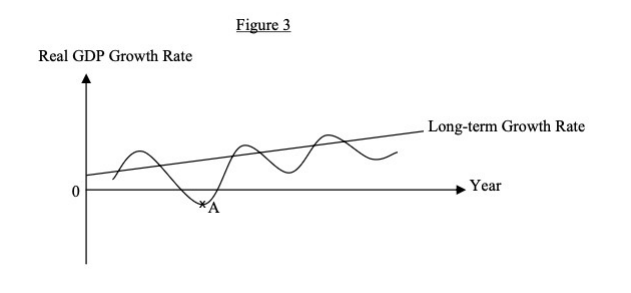 Figure 3
Real GDP Growth Rate
Long-term Growth Rate
0
Year
A